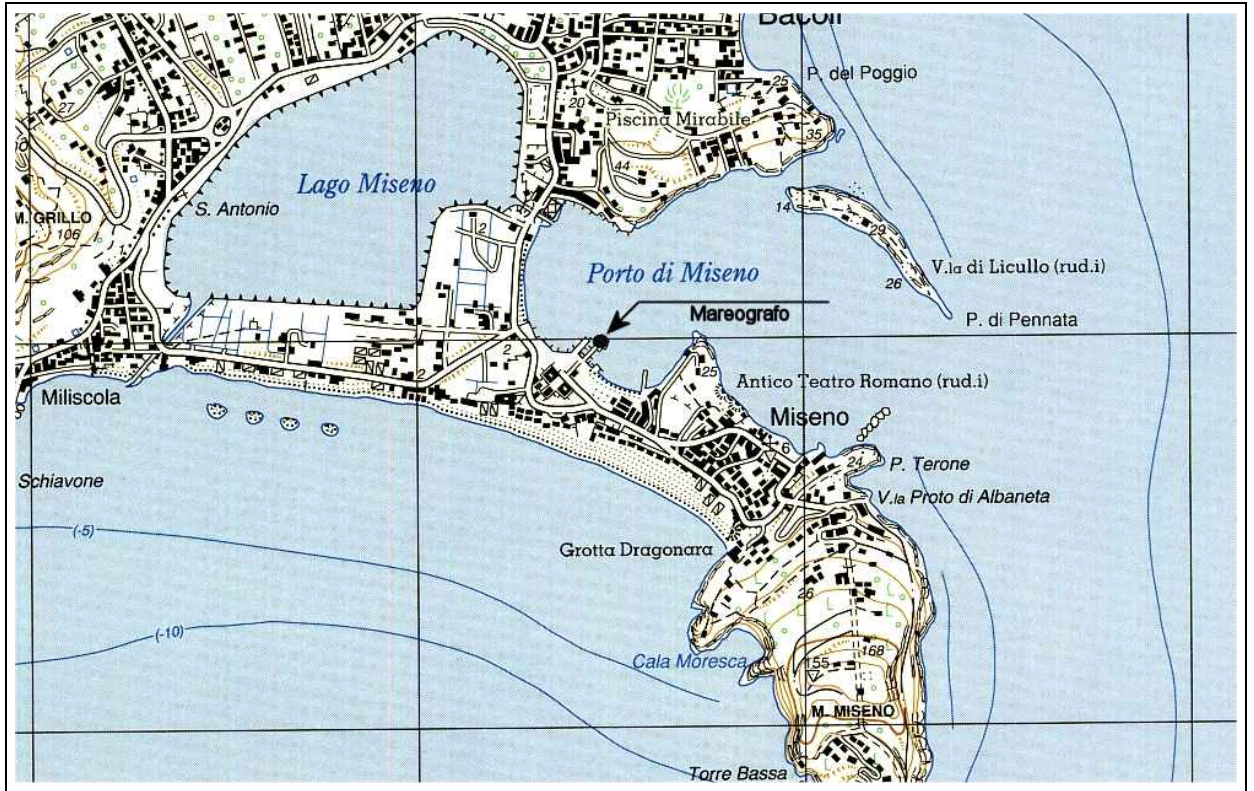 Bacoli
P. del Poggio
25
27
20
Piscina Mirabile
35
44
Lago Miseno
S. Antonio
M. GRILLO
106
14
2
29
Porto di Miseno
V.la di Licullo (rud.i)
26
Mareografo
P. di Pennata
2
25
2
Antico Teatro Romano (rud.i)
Miliscola
Miseno
6
24
P. Terone
Schiavone
V.la Proto di Albaneta
(-5)
Grotta Dragonara
26
(-10)
168
Cala Moresca
155
M. MISENO
Torre Bassa